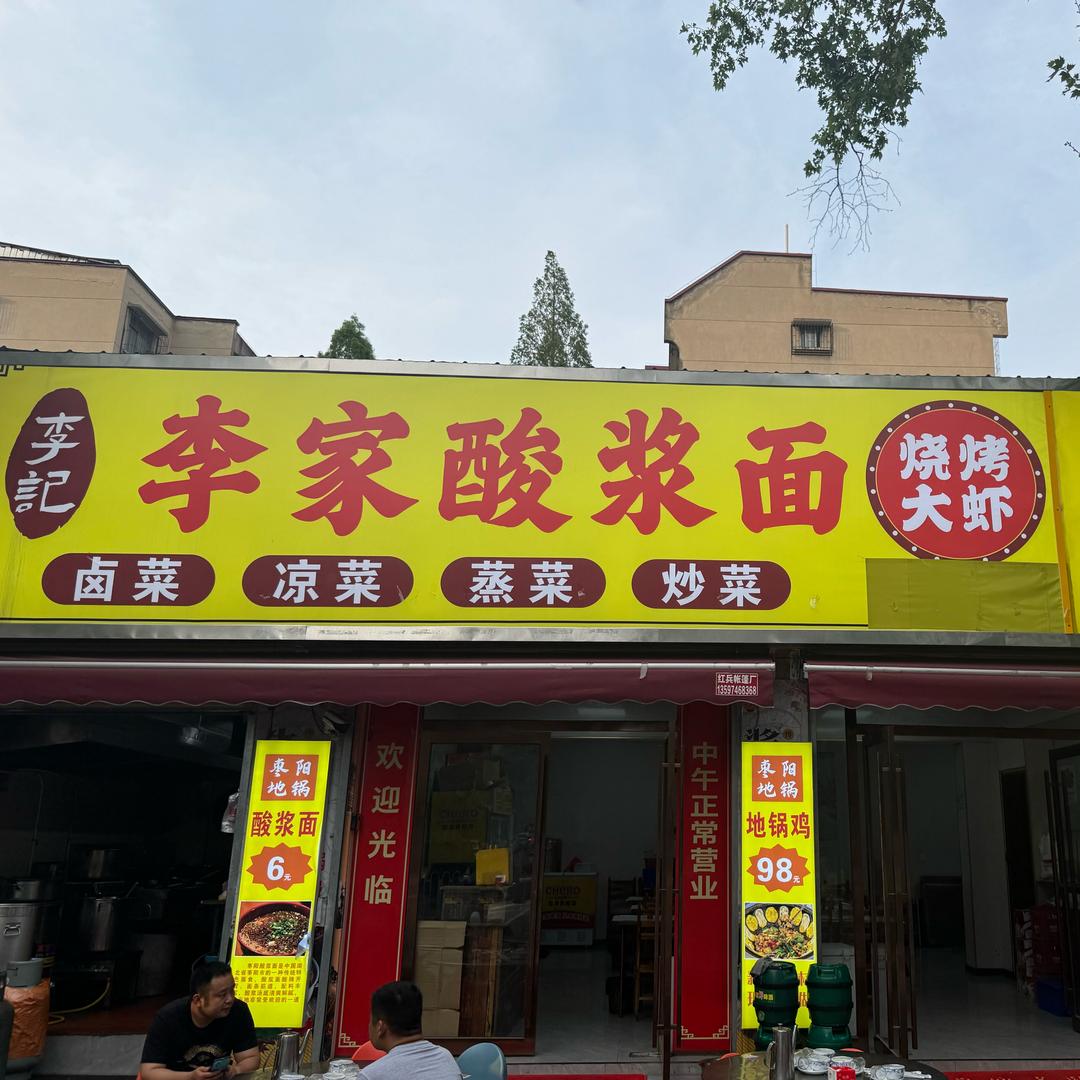 李記
李家酸浆面
烧烤
大虾
卤菜
凉菜
蒸菜
炒菜
红兵帐篷厂
13597468368
枣阳
地锅
酸浆面
6元
欢迎光临
中午正常营业
枣阳
地锅
地锅鸡
98元